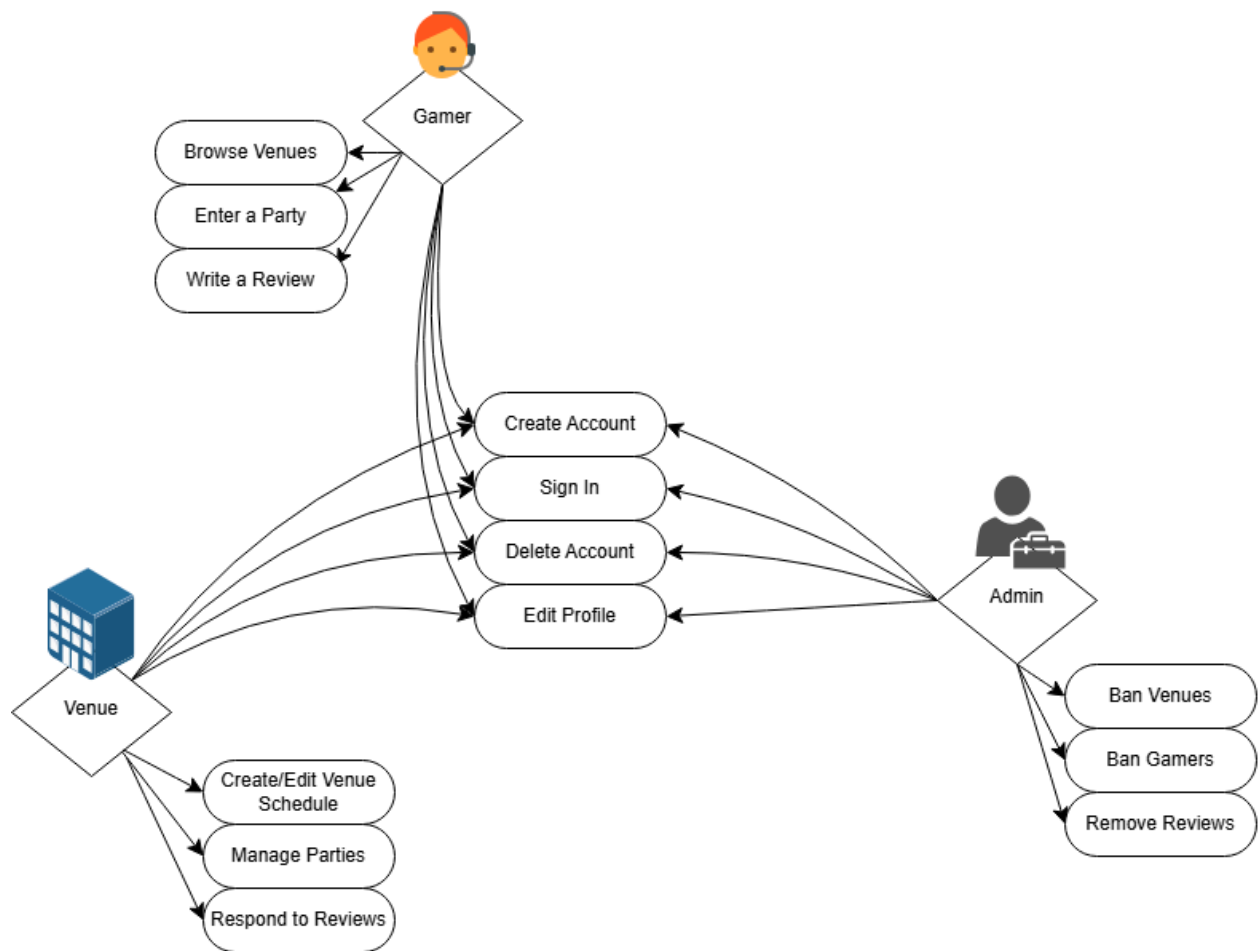 Gamer
Browse Venues
Enter a Party
Write a Review
Create Account
Sign In
Delete Account
Edit Profile
Admin
Ban Venues
Ban Gamers
Remove Reviews
Venue
Create/Edit Venue
Schedule
Manage Parties
Respond to Reviews